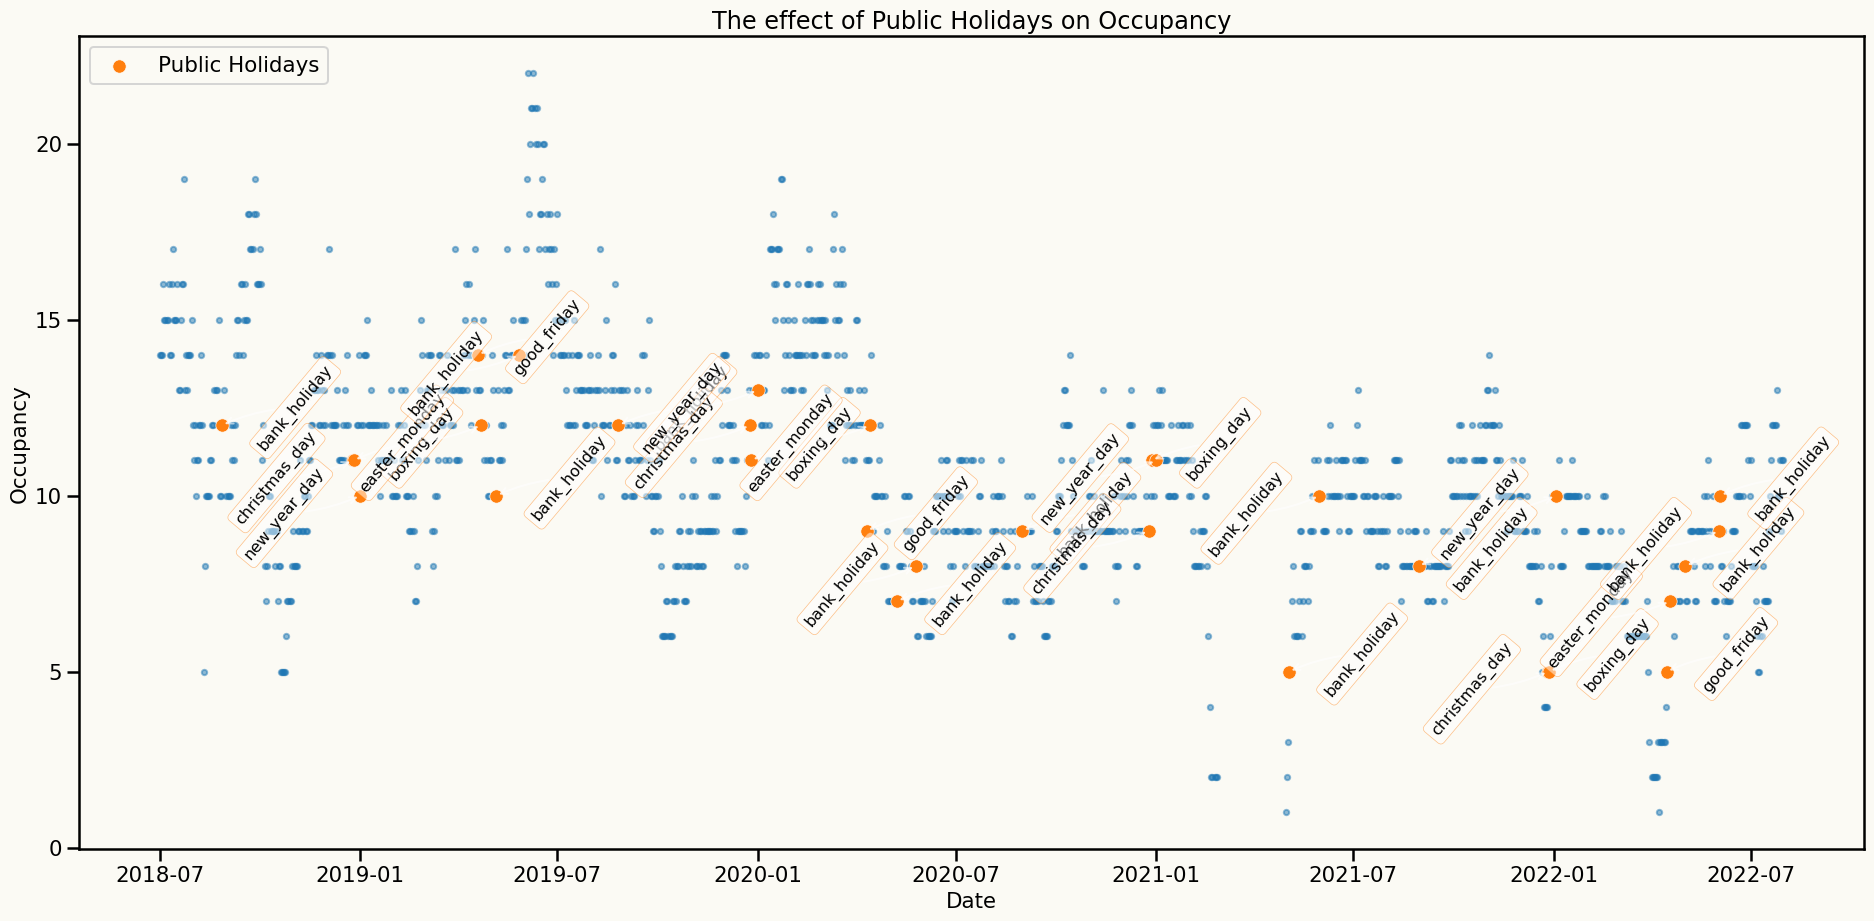 The effect of Public Holidays on Occupancy
Public Holidays
Occupancy
20
15
10
5
0
bank_holiday
christmas_day
new_year_day
bank_holiday
easter_monday
boxing_day
good_friday
bank_holiday
new_year_day
christmas_day
easter_monday
boxing_day
bank_holiday
good_friday
bank_holiday
new_year_day
bank_holiday
christmas_day
boxing_day
bank_holiday
bank_holiday
new_year_day
bank_holiday
christmas_day
easter_monday
bank_holiday
boxing_day
bank_holiday
bank_holiday
good_friday
2018-07
2019-01
2019-07
2020-01
2020-07
2021-01
2021-07
2022-01
2022-07
Date